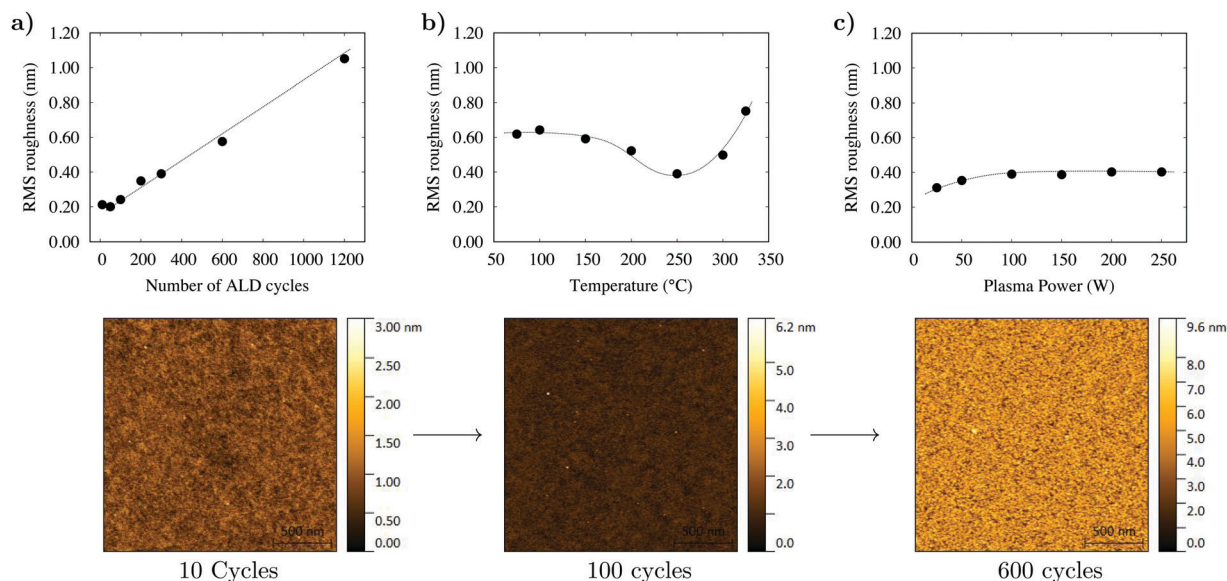 a)
RMS roughness (nm)
1.20
1.00
0.80
0.60
0.40
0.20
0.00
0 200 400 600 800 1000 1200
Number of ALD cycles
b)
RMS roughness (nm)
1.20
1.00
0.80
0.60
0.40
0.20
0.00
50 100 150 200 250 300 350
Temperature (°C)
c)
RMS roughness (nm)
1.20
1.00
0.80
0.60
0.40
0.20
0.00
0 50 100 150 200 250
Plasma Power (W)
3.00 nm
2.50
2.00
1.50
1.00
0.50
0.00
500 nm
10 Cycles
6.2 nm
5.0
4.0
3.0
2.0
1.0
0.0
500 nm
100 cycles
9.6 nm
8.0
7.0
6.0
5.0
4.0
3.0
2.0
1.0
0.0
500 nm
600 cycles